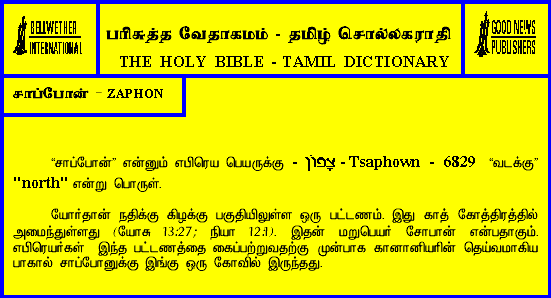 BELLWETHER
INTERNATIONAL
பரிசுத்த வேதாகமம் - தமிழ் சொல்லகராதி
THE HOLY BIBLE - TAMIL DICTIONARY
GOOD NEWS
PUBLISHERS
சாப்போன் - ZAPHON
“சாப்போன்” என்னும் எபிரெய பெயருக்கு - צָפוֹן - Tsaphown - 6829 “வடக்கு”
"north" என்று பொருள்.
யோர்தான் நதிக்கு கிழக்கு பகுதியிலுள்ள ஒரு பட்டணம். இது காத் கோத்திரத்தில்
அமைந்துள்ளது (யோசு 13:27; நியா 12:1). இதன் மறுபெயர் சோபான் என்பதாகும்.
எபிரெயர்கள் இந்த பட்டணத்தை கைப்பற்றுவதற்கு முன்பாக கானானியரின் தெய்வமாகிய
பாகால் சாப்போனுக்கு இங்கு ஒரு கோவில் இருந்தது.